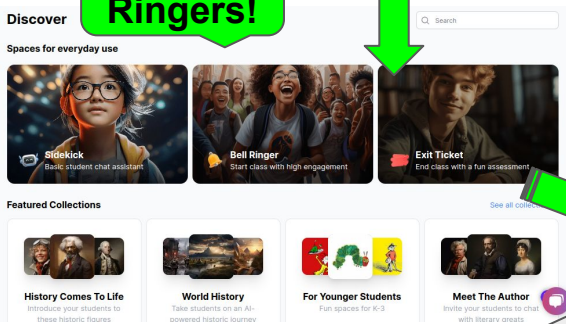 Ringers!
Discover
Search
Spaces for everyday use
Sidekick
Basic student chat assistant
Bell Ringer
Start class with high engagement
Exit Ticket
End class with a fun assessment
Featured Collections
See all
History Comes To Life
Introduce your students to
these historic figures
World History
Take students on an AI-
powered historic journey
For Younger Students
Fun spaces for K-3
Meet The Author
Invite your students to chat
with literary greats